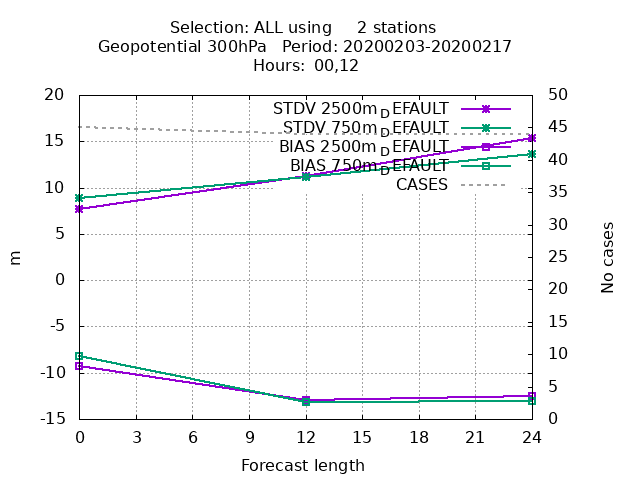 Selection: ALL using 2 stations
Geopotential 300hPa Period: 20200203-20200217
Hours: 00,12
STDV 2500m_DEFAULT
STDV 750m_DEFAULT
BIAS 2500m_DEFAULT
BIAS 750m_DEFAULT
CASES
20
15
10
5
0
-5
-10
-15
m
50
45
40
35
30
25
20
15
10
5
0
No cases
0 3 6 9 12 15 18 21 24
Forecast length